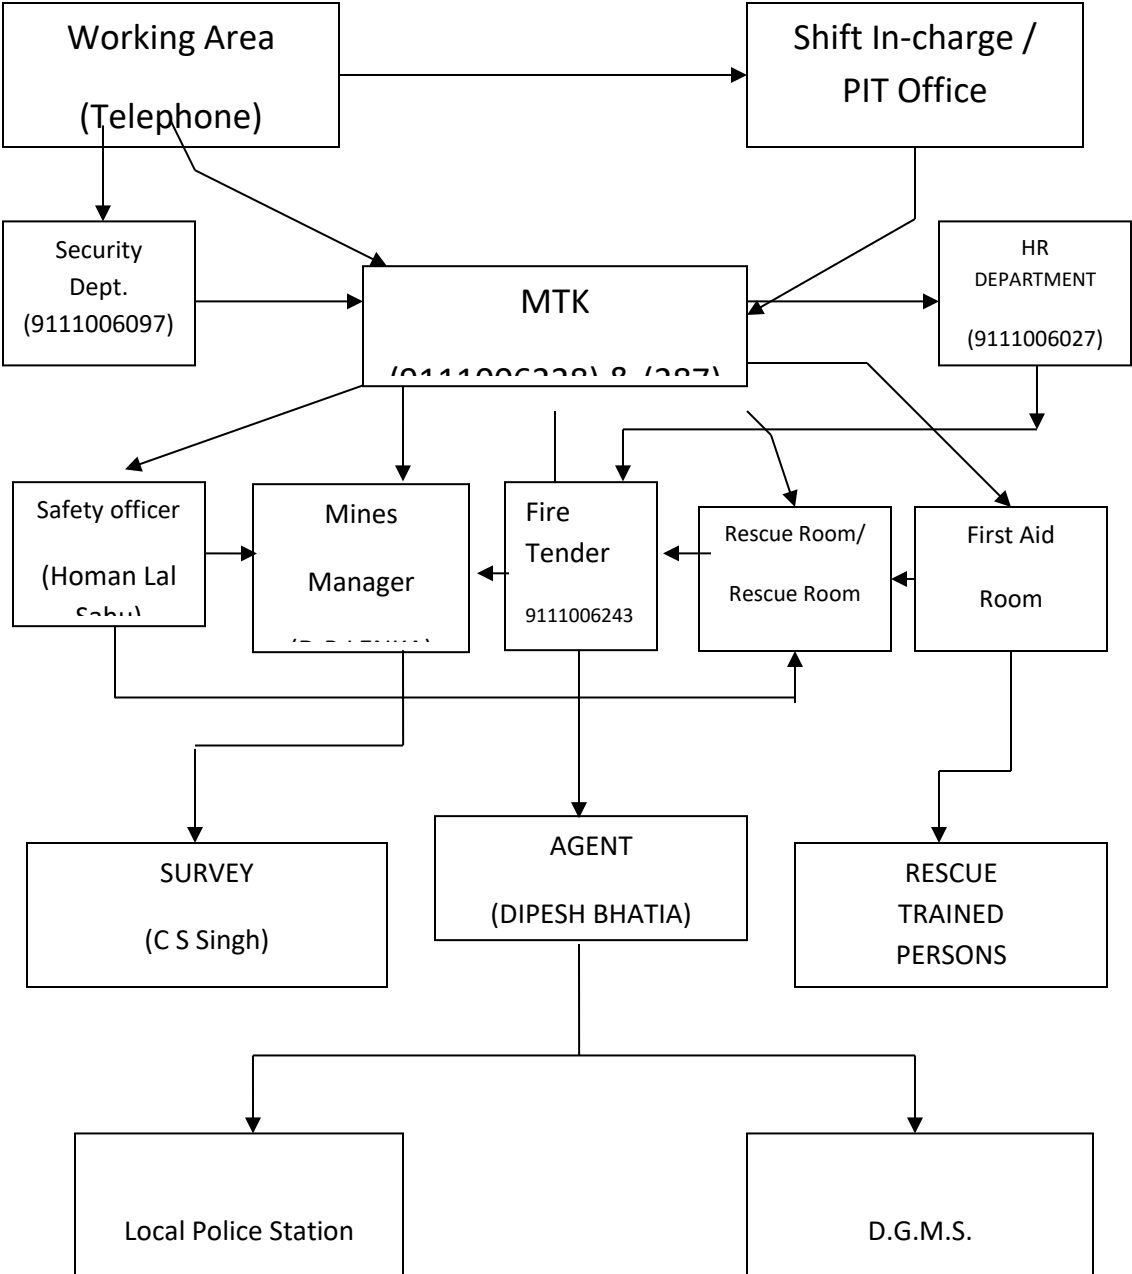 Working Area
(Telephone)
Shift In-charge /
PIT Office
Security
Dept.
(9111006097)
MTK
HR
DEPARTMENT
(9111006027)
Safety officer
(Homan Lal
Mines
Manager
Fire
Tender
9111006243
Rescue Room/
Rescue Room
First Aid
Room
SURVEY
(C S Singh)
AGENT
(DIPESH BHATIA)
RESCUE
TRAINED
PERSONS
Local Police Station
D.G.M.S.